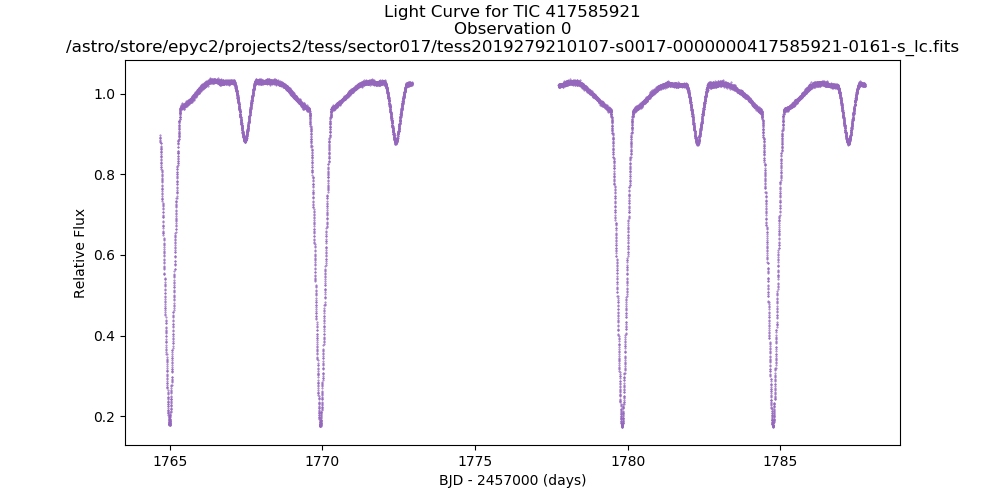 Light Curve for TIC 417585921
Observation 0
/astro/store/epyc2/projects2/tess/sector017/tess2019279210107-s0017-0000000417585921-0161-s_lc.fits
1.0
0.8
0.6
0.4
0.2
Relative Flux
1765
1770
1775
1780
1785
BJD - 2457000 (days)